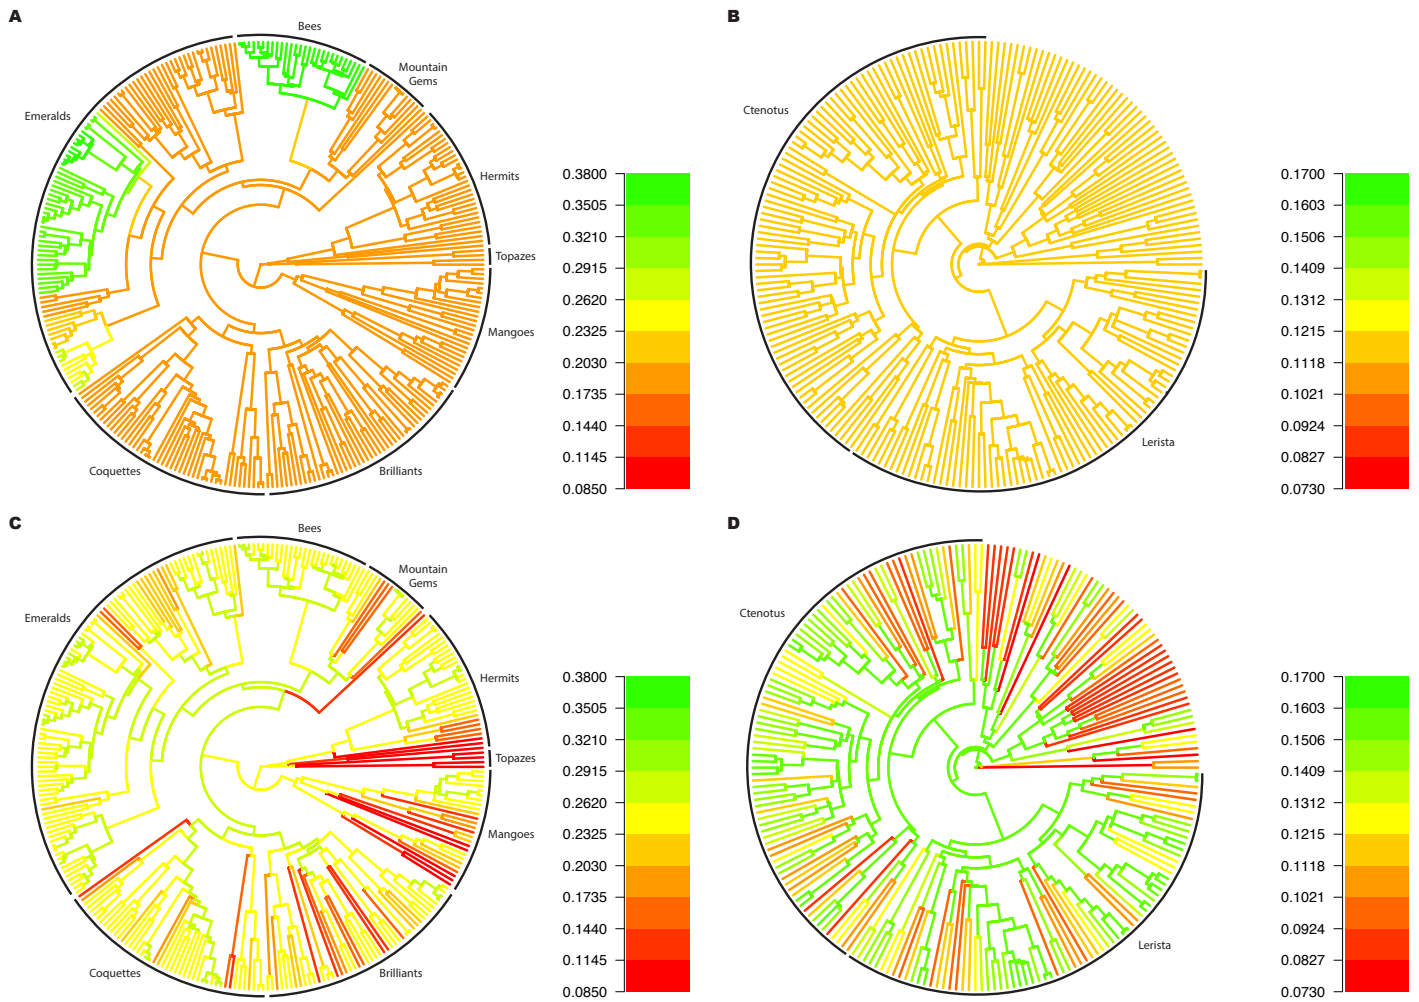 A
Bees
Mountain
Gems
Emeralds
Hermits
Topazes
Mangoes
Coquettes
Brilliants
0.3800
0.3505
0.3210
0.2915
0.2620
0.2325
0.2030
0.1735
0.1440
0.1145
0.0850
B
Ctenotus
Lerista
0.1700
0.1603
0.1506
0.1409
0.1312
0.1215
0.1118
0.1021
0.0924
0.0827
0.0730
C
Bees
Mountain
Gems
Emeralds
Hermits
Topazes
Mangoes
Coquettes
Brilliants
0.3800
0.3505
0.3210
0.2915
0.2620
0.2325
0.2030
0.1735
0.1440
0.1145
0.0850
D
Ctenotus
Lerista
0.1700
0.1603
0.1506
0.1409
0.1312
0.1215
0.1118
0.1021
0.0924
0.0827
0.0730